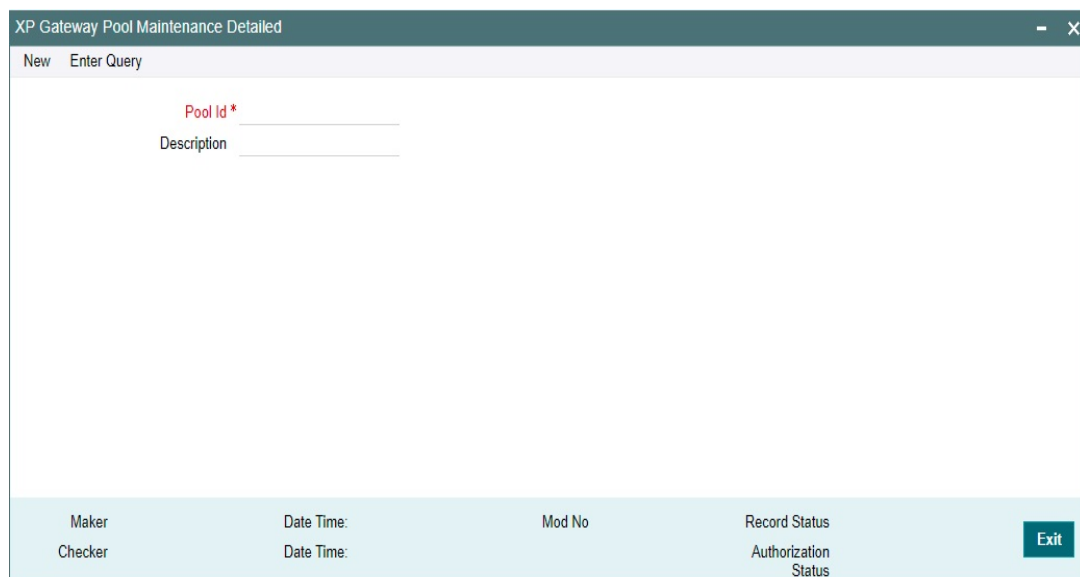 XP Gateway Pool Maintenance Detailed
New Enter Query
Pool Id *
Description
Maker Date Time: Mod No Record Status
Checker Date Time: Authorization Status
Exit